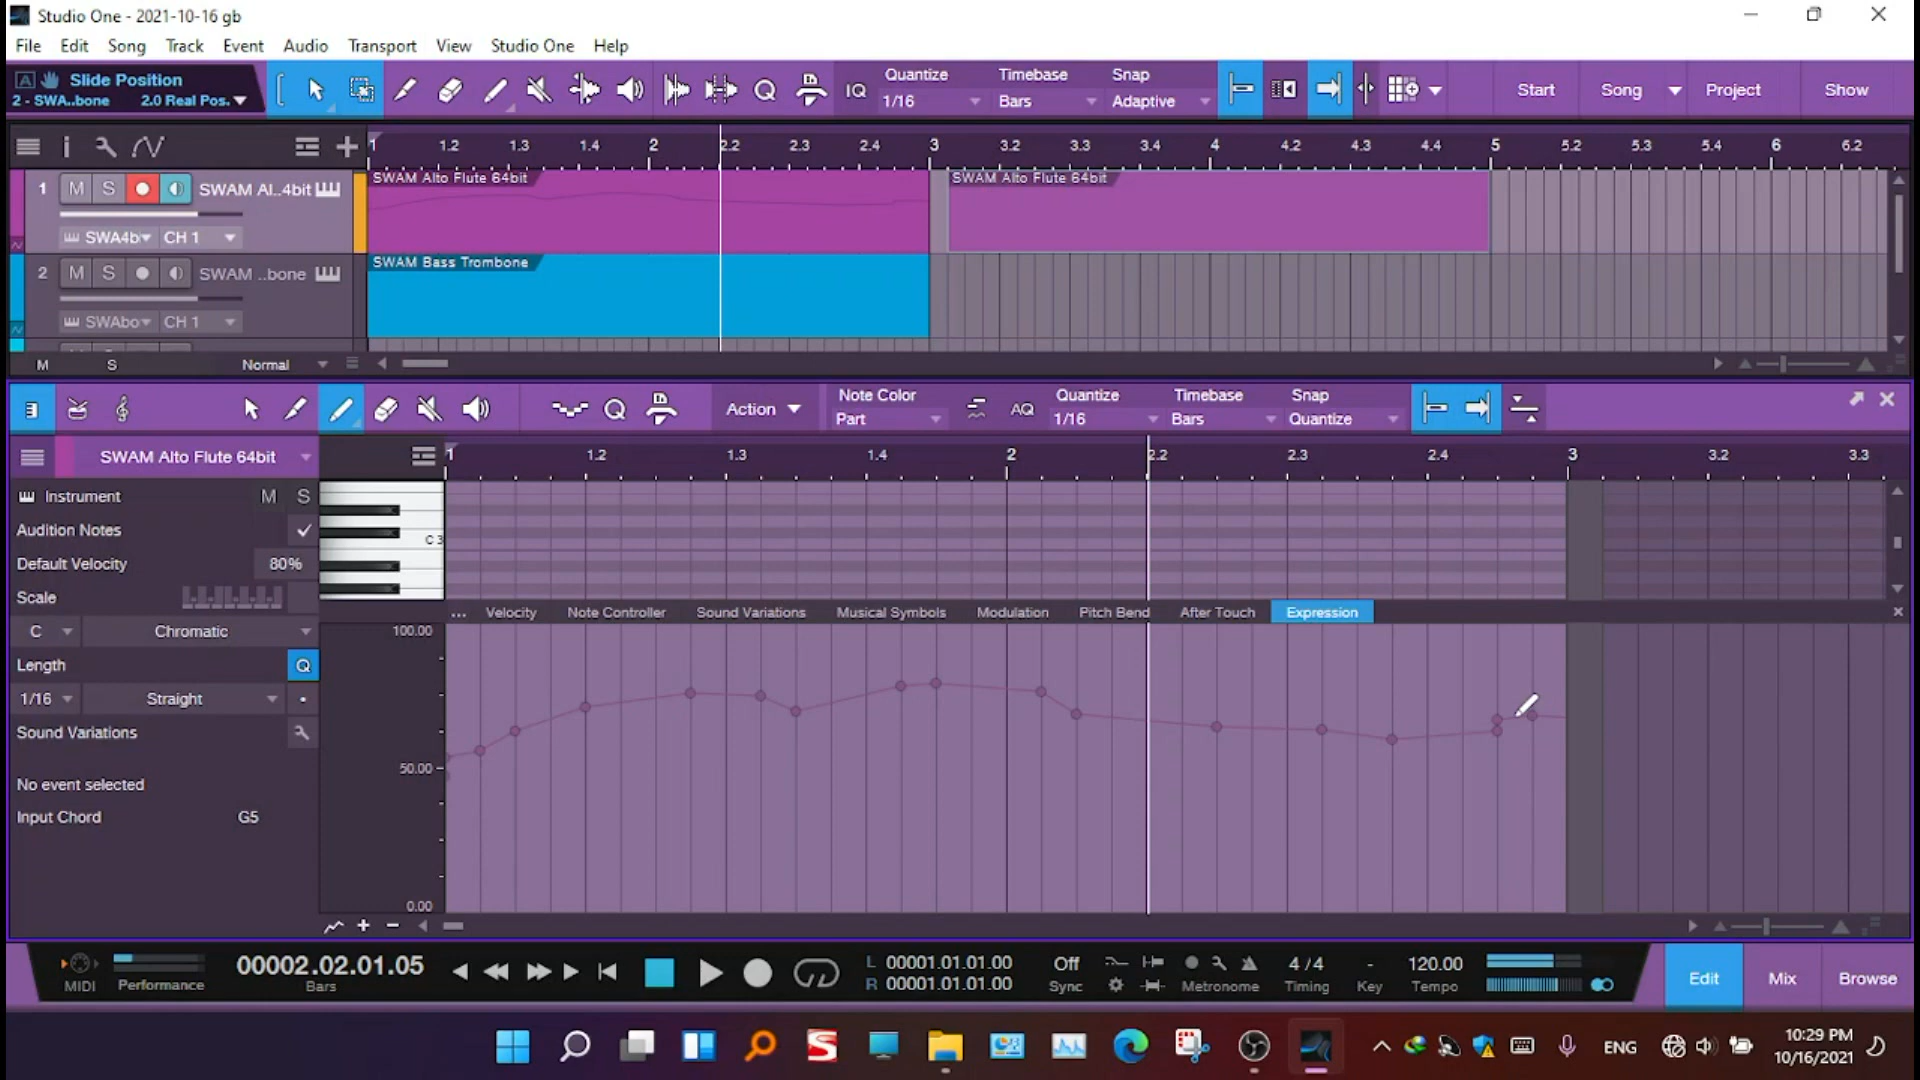 Studio One - 2021-10-16 gb
File Edit Song Track Event Audio Transport View Studio One Help
A Slide Position
2 - SWA..bone 2.0 Real Pos.
IQ Quantize 1/16 Timebase Bars Snap Adaptive
Start Song Project Show
1 1.2 1.3 1.4 2 2.2 2.3 2.4 3 3.2 3.3 3.4 4 4.2 4.3 4.4 5 5.2 5.3 5.4 6 6.2
1 M S SWAM Al..4bit
SWAM Alto Flute 64bit
SWAM Alto Flute 64bit
SWA4bi CH 1
2 M S SWAM ..bone
SWAM Bass Trombone
SWAbo CH 1
M S Normal
Action
Note Color Part
AQ Quantize 1/16 Timebase Bars Snap Quantize
SWAM Alto Flute 64bit
1 1.2 1.3 1.4 2 2.2 2.3 2.4 3 3.2 3.3
Instrument M S
Audition Notes
Default Velocity 80%
Scale
C Chromatic
Length Q
1/16 Straight
Sound Variations
No event selected
Input Chord G5
C 3
... Velocity Note Controller Sound Variations Musical Symbols Modulation Pitch Bend After Touch Expression
100.00
50.00
0.00
MIDI Performance
00002.02.01.05
Bars
L 00001.01.01.00
R 00001.01.01.00
Off
Sync
Metronome
4 / 4
Timing
-
Key
120.00
Tempo
Edit Mix Browse
ENG
10:29 PM
10/16/2021